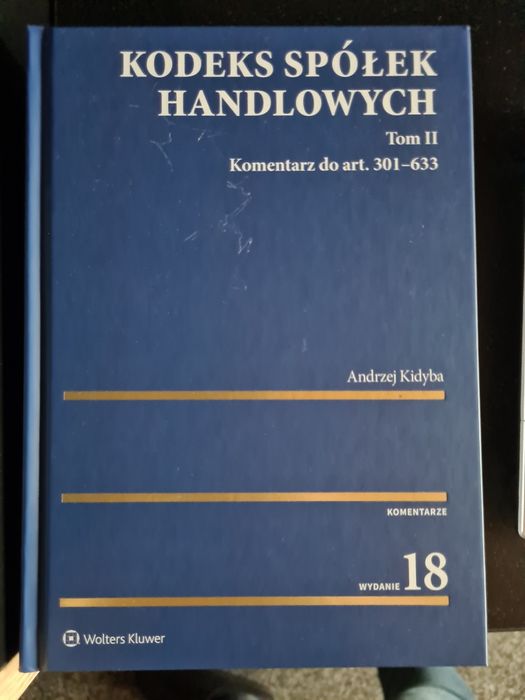 KODEKS SPÓŁEK
HANDLOWYCH
Tom II
Komentarz do art. 301–633
Andrzej Kidyba
KOMENTARZE
WYDANIE 18
Wolters Kluwer